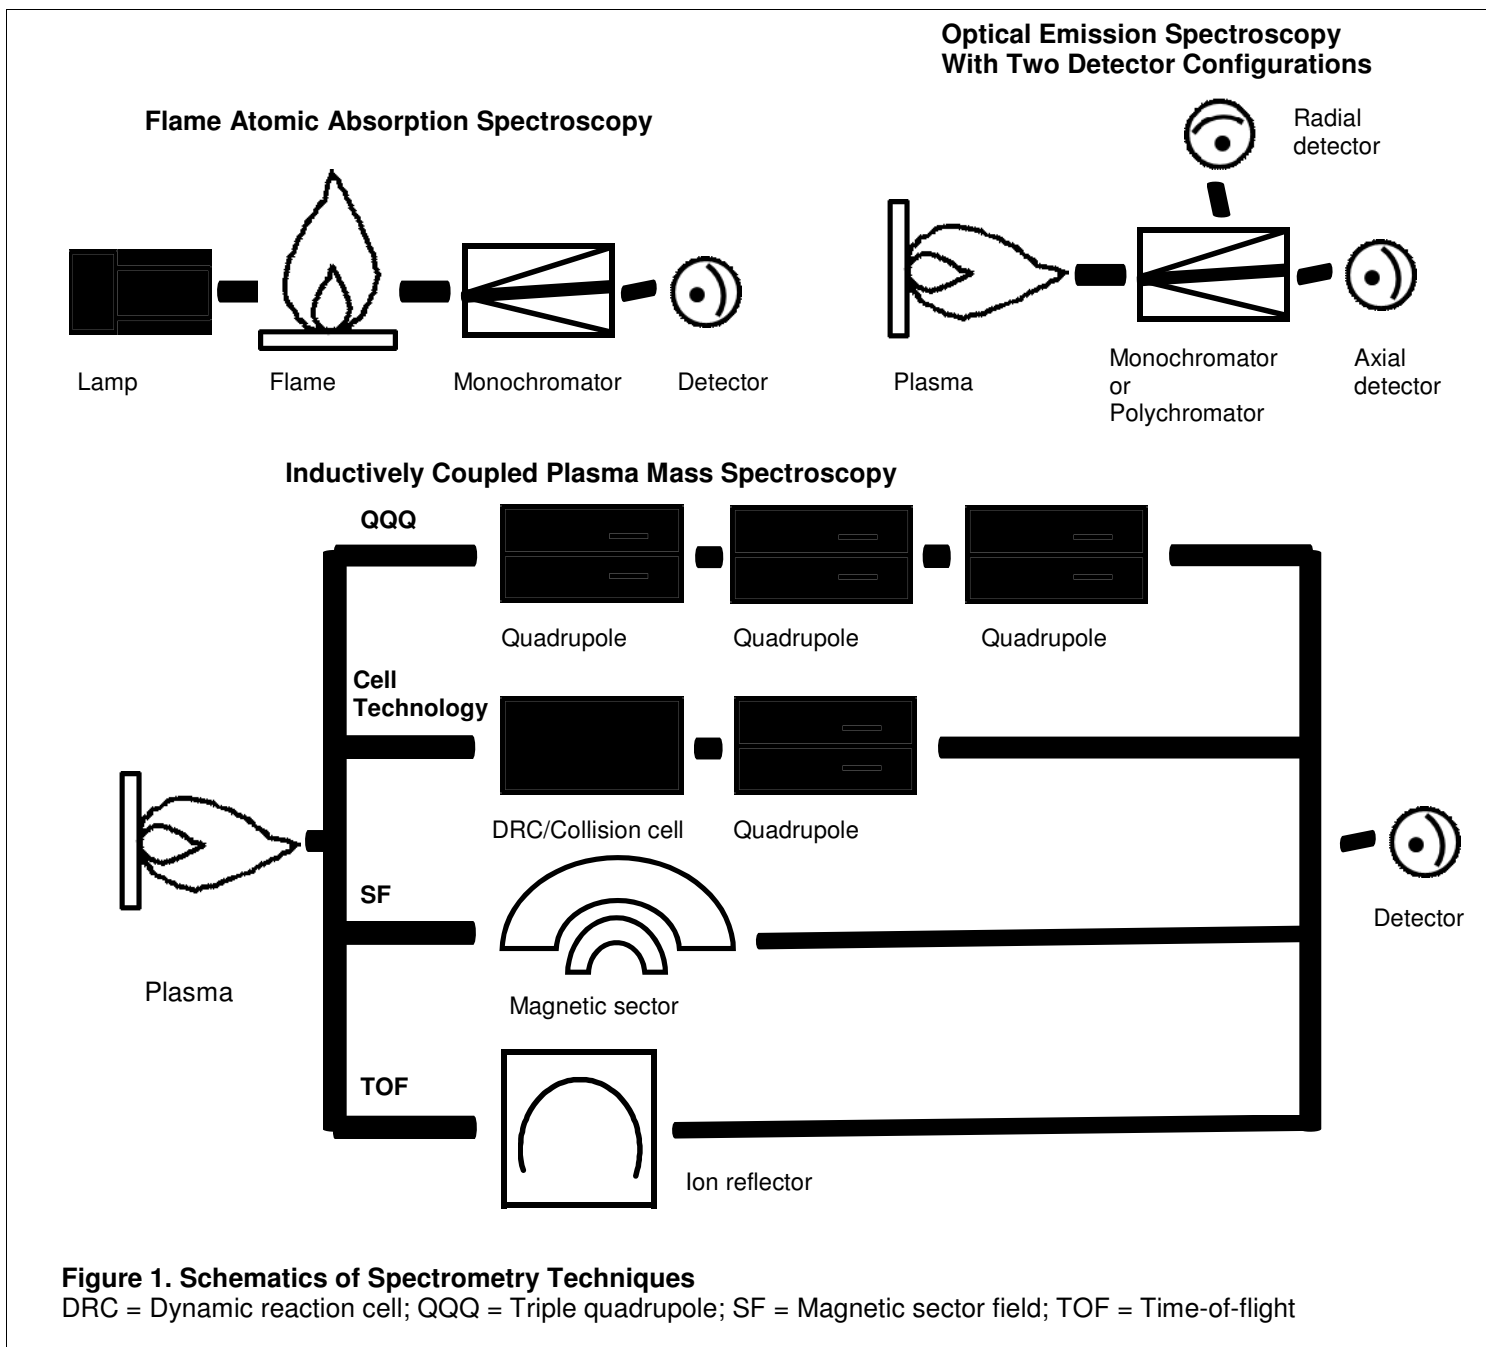 Optical Emission Spectroscopy
With Two Detector Configurations
Flame Atomic Absorption Spectroscopy
Radial
detector
Lamp
Flame
Monochromator
Detector
Plasma
Monochromator
or
Polychromator
Axial
detector
Inductively Coupled Plasma Mass Spectroscopy
QQQ
Quadrupole
Quadrupole
Quadrupole
Cell
Technology
DRC/Collision cell
Quadrupole
SF
Detector
Plasma
Magnetic sector
TOF
Ion reflector
Figure 1. Schematics of Spectrometry Techniques
DRC = Dynamic reaction cell; QQQ = Triple quadrupole; SF = Magnetic sector field; TOF = Time-of-flight